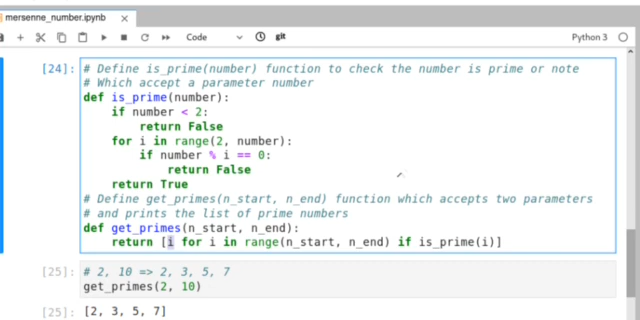 mersenne_number.ipynb
Code
git
Python 3
[24]:
# Define is_prime(number) function to check the number is prime or note
# Which accept a parameter number
def is_prime(number):
    if number < 2:
        return False
    for i in range(2, number):
        if number % i == 0:
            return False
    return True
# Define get_primes(n_start, n_end) function which accepts two parameters
# and prints the list of prime numbers
def get_primes(n_start, n_end):
    return [i for i in range(n_start, n_end) if is_prime(i)]
[25]:
# 2, 10 => 2, 3, 5, 7
get_primes(2, 10)
[25]: [2, 3, 5, 7]